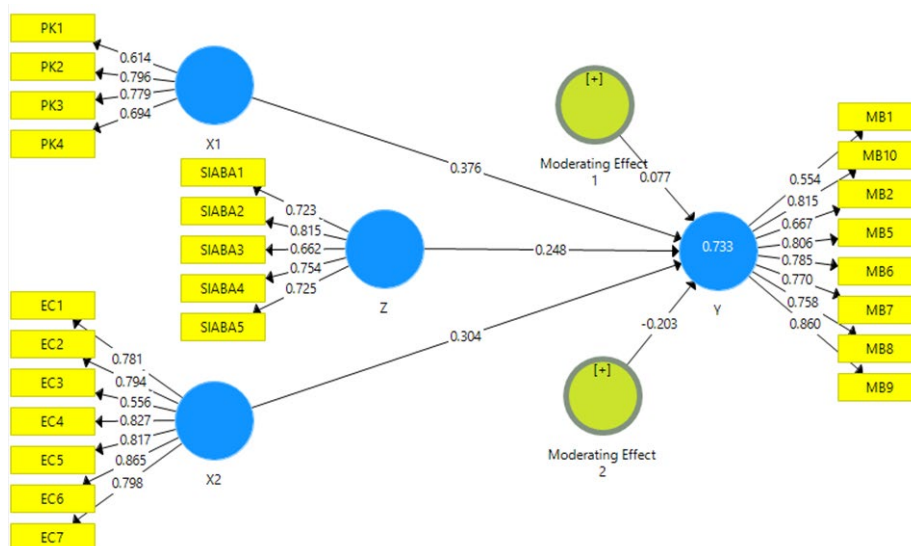 PK1
PK2
PK3
PK4
0.614
0.796
0.779
0.694
X1
SIABA1
SIABA2
SIABA3
SIABA4
SIABA5
0.723
0.815
0.662
0.754
0.725
Z
EC1
EC2
EC3
EC4
EC5
EC6
EC7
0.781
0.794
0.556
0.827
0.817
0.865
0.798
X2
0.376
0.248
0.304
[+]
Moderating Effect
1
0.077
0.733
Y
-0.203
[+]
Moderating Effect
2
0.554
0.815
0.667
0.806
0.785
0.770
0.758
0.860
MB1
MB10
MB2
MB5
MB6
MB7
MB8
MB9